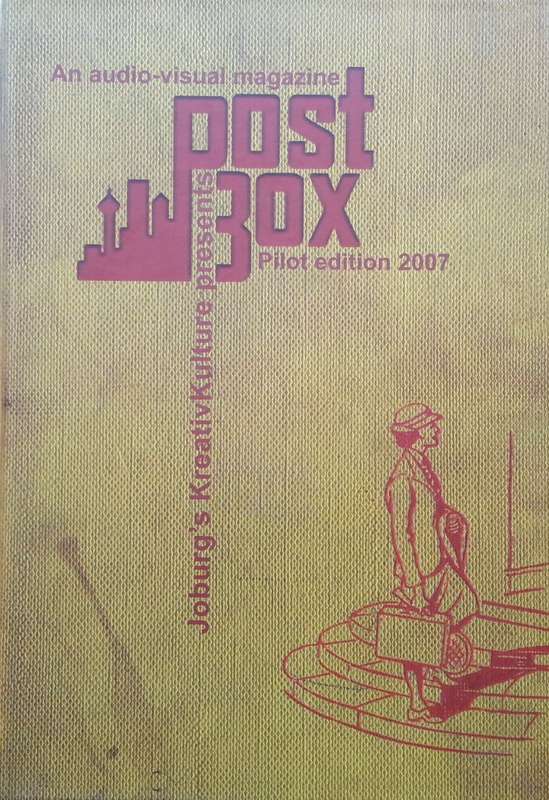 An audio-visual magazine
post
Box
Pilot edition 2007
Joburg's KreativKulture presents